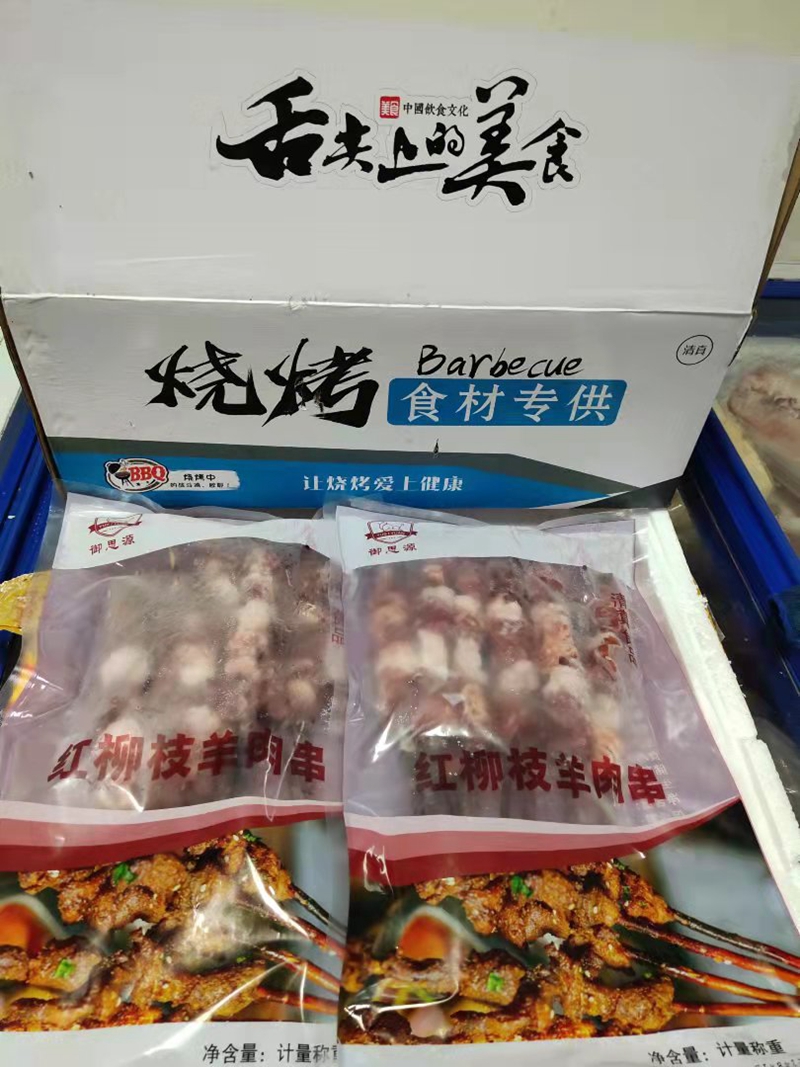 美食 中國飲食文化
舌尖上的美食
烧烤
Barbecue
食材专供
清真
BBQ
烧烤中
让烧烤爱上健康
御思源
御思源
红柳枝羊肉串
红柳枝羊肉串
净含量：计量称重
净含量：计量称重